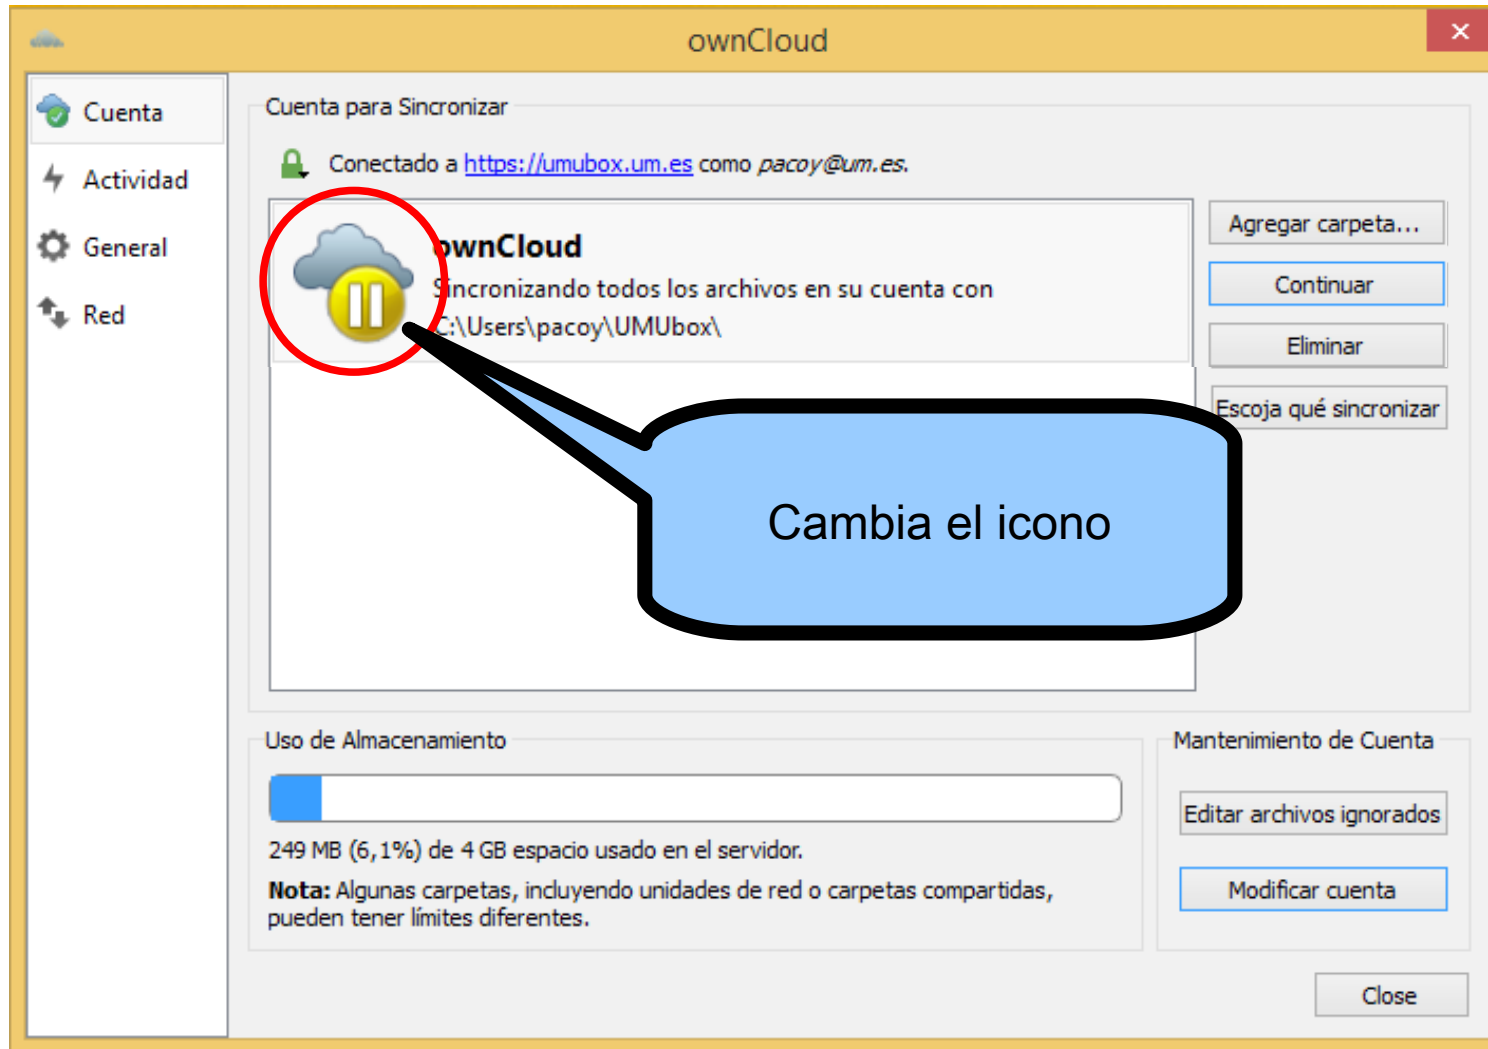 ownCloud
Cuenta
Actividad
General
Red
Cuenta para Sincronizar
Conectado a https://umubox.um.es como pacoy@um.es.
ownCloud
Sincronizando todos los archivos en su cuenta con
C:\Users\pacoy\UMUbox\
Agregar carpeta...
Continuar
Eliminar
Escoja qué sincronizar
Cambia el icono
Uso de Almacenamiento
249 MB (6,1%) de 4 GB espacio usado en el servidor.
Nota: Algunas carpetas, incluyendo unidades de red o carpetas compartidas,
pueden tener límites diferentes.
Mantenimiento de Cuenta
Editar archivos ignorados
Modificar cuenta
Close